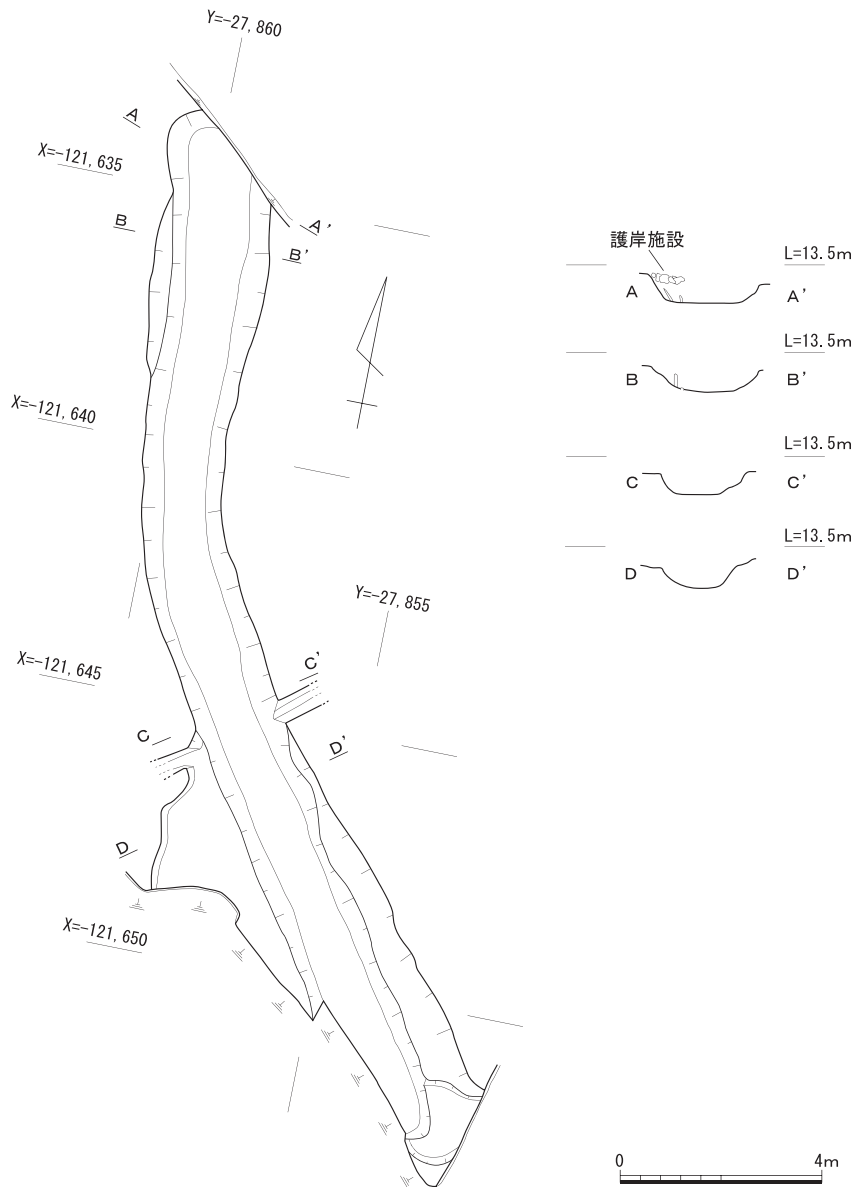 Y=-27,860
A
X=-121,635
B
A'
B'
X=-121,640
Y=-27,855
X=-121,645
C'
C
D'
D
X=-121,650
護岸施設
L=13.5m
A A'
L=13.5m
B B'
L=13.5m
C C'
L=13.5m
D D'
0 4m